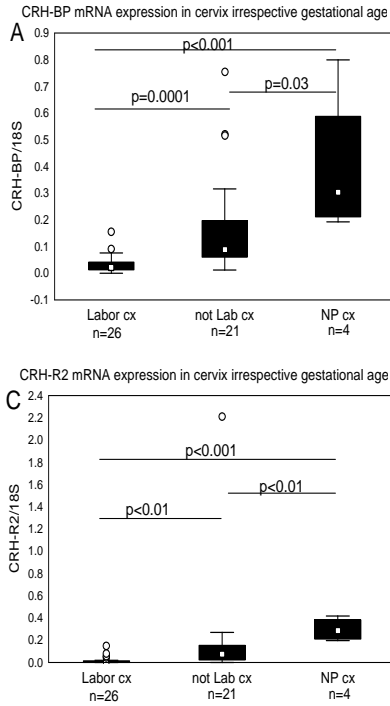 CRH-BP mRNA expression in cervix irrespective gestational age
A
CRH-BP/18S
0.9
0.8
0.7
0.6
0.5
0.4
0.3
0.2
0.1
0.0
-0.1
p<0.001
p=0.0001
p=0.03
Labor cx
n=26
not Lab cx
n=21
NP cx
n=4
CRH-R2 mRNA expression in cervix irrespective gestational age
C
CRH-R2/18S
2.4
2.2
2.0
1.8
1.6
1.4
1.2
1.0
0.8
0.6
0.4
0.2
0.0
p<0.001
p<0.01
p<0.01
Labor cx
n=26
not Lab cx
n=21
NP cx
n=4